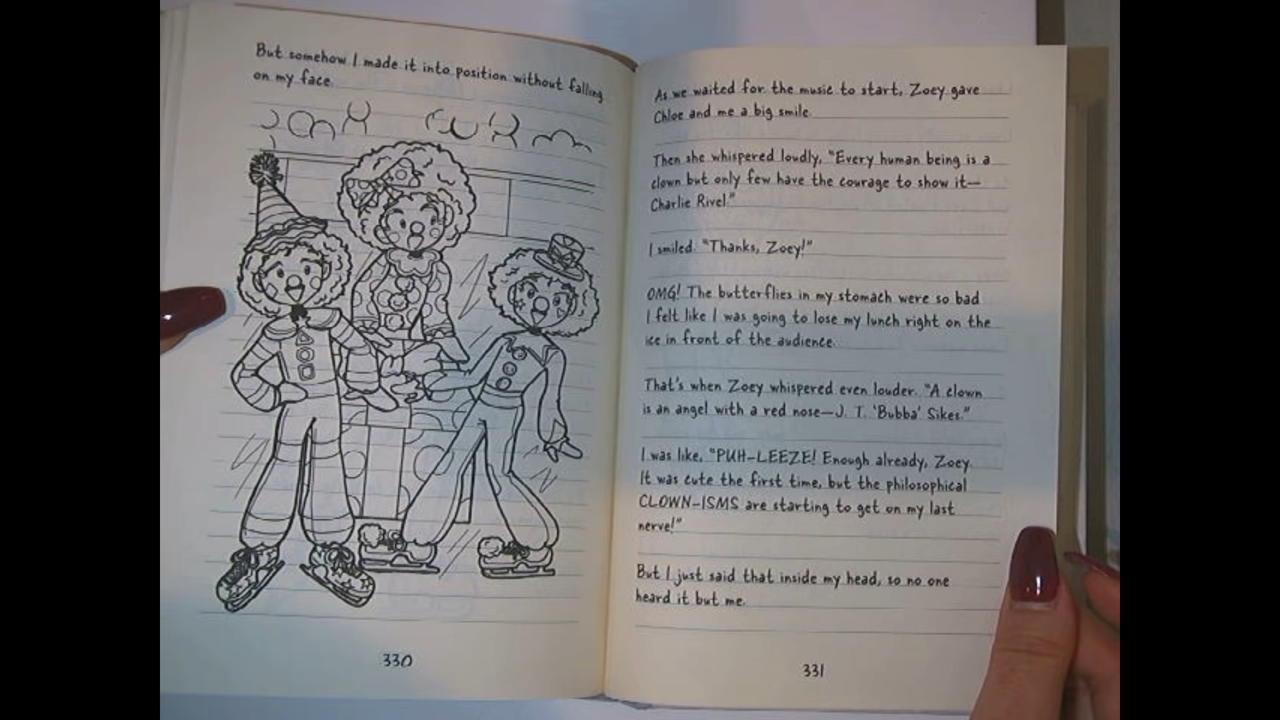 But somehow I made it into position without falling
on my face.
330
As we waited for the music to start, Zoey gave
Chloe and me a big smile.
Then she whispered loudly, "Every human being is a
clown but only few have the courage to show it—
Charlie Rivel."
I smiled. "Thanks, Zoey!"
OMG! The butterflies in my stomach were so bad
I felt like I was going to lose my lunch right on the
ice in front of the audience.
That's when Zoey whispered even louder. "A clown
is an angel with a red nose—J. T. 'Bubba' Sikes."
I was like, "PUH-LEEZE! Enough already, Zoey.
It was cute the first time, but the philosophical
CLOWN-ISMS are starting to get on my last
nerve!"
But I just said that inside my head, so no one
heard it but me.
331